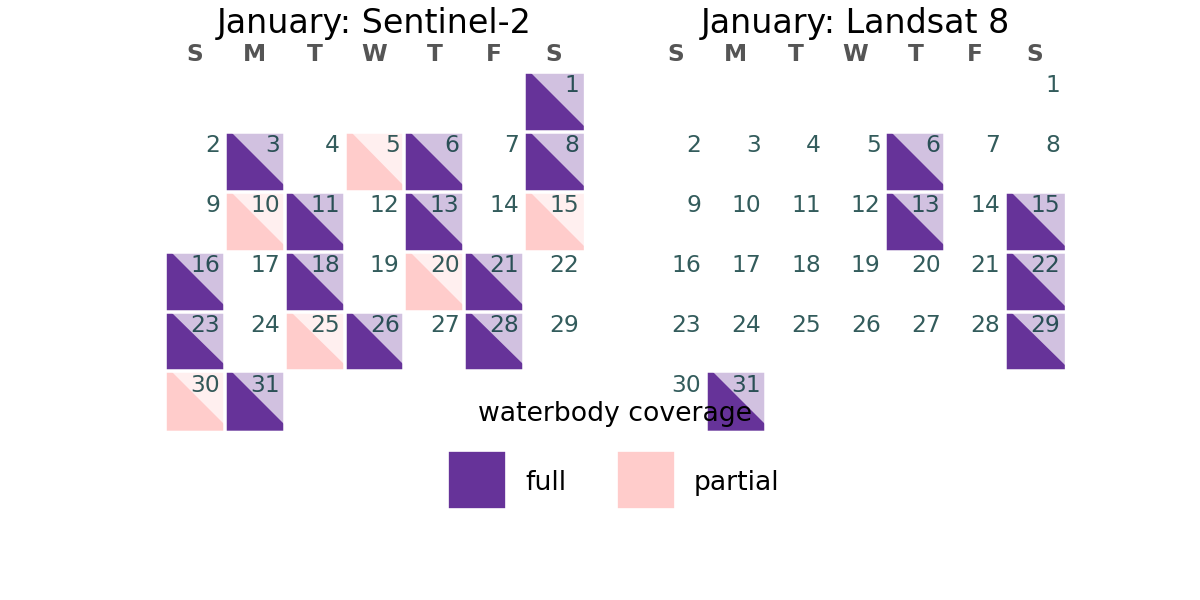 January: Sentinel-2
S M T W T F S
1
2 3 4 5 6 7 8
9 10 11 12 13 14 15
16 17 18 19 20 21 22
23 24 25 26 27 28 29
30 31
January: Landsat 8
S M T W T F S
1
2 3 4 5 6 7 8
9 10 11 12 13 14 15
16 17 18 19 20 21 22
23 24 25 26 27 28 29
30 31
waterbody coverage
full partial